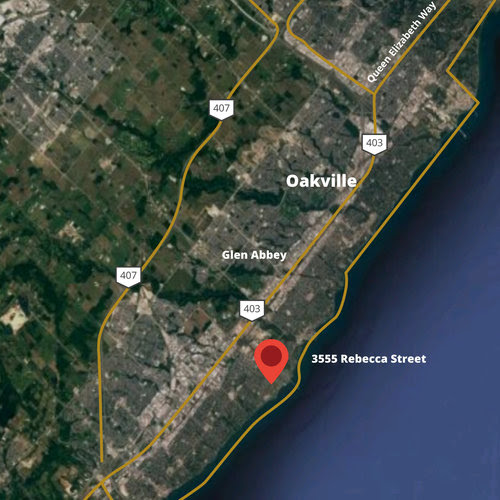 Queen Elizabeth Way
407
403
Oakville
Glen Abbey
407
403
3555 Rebecca Street